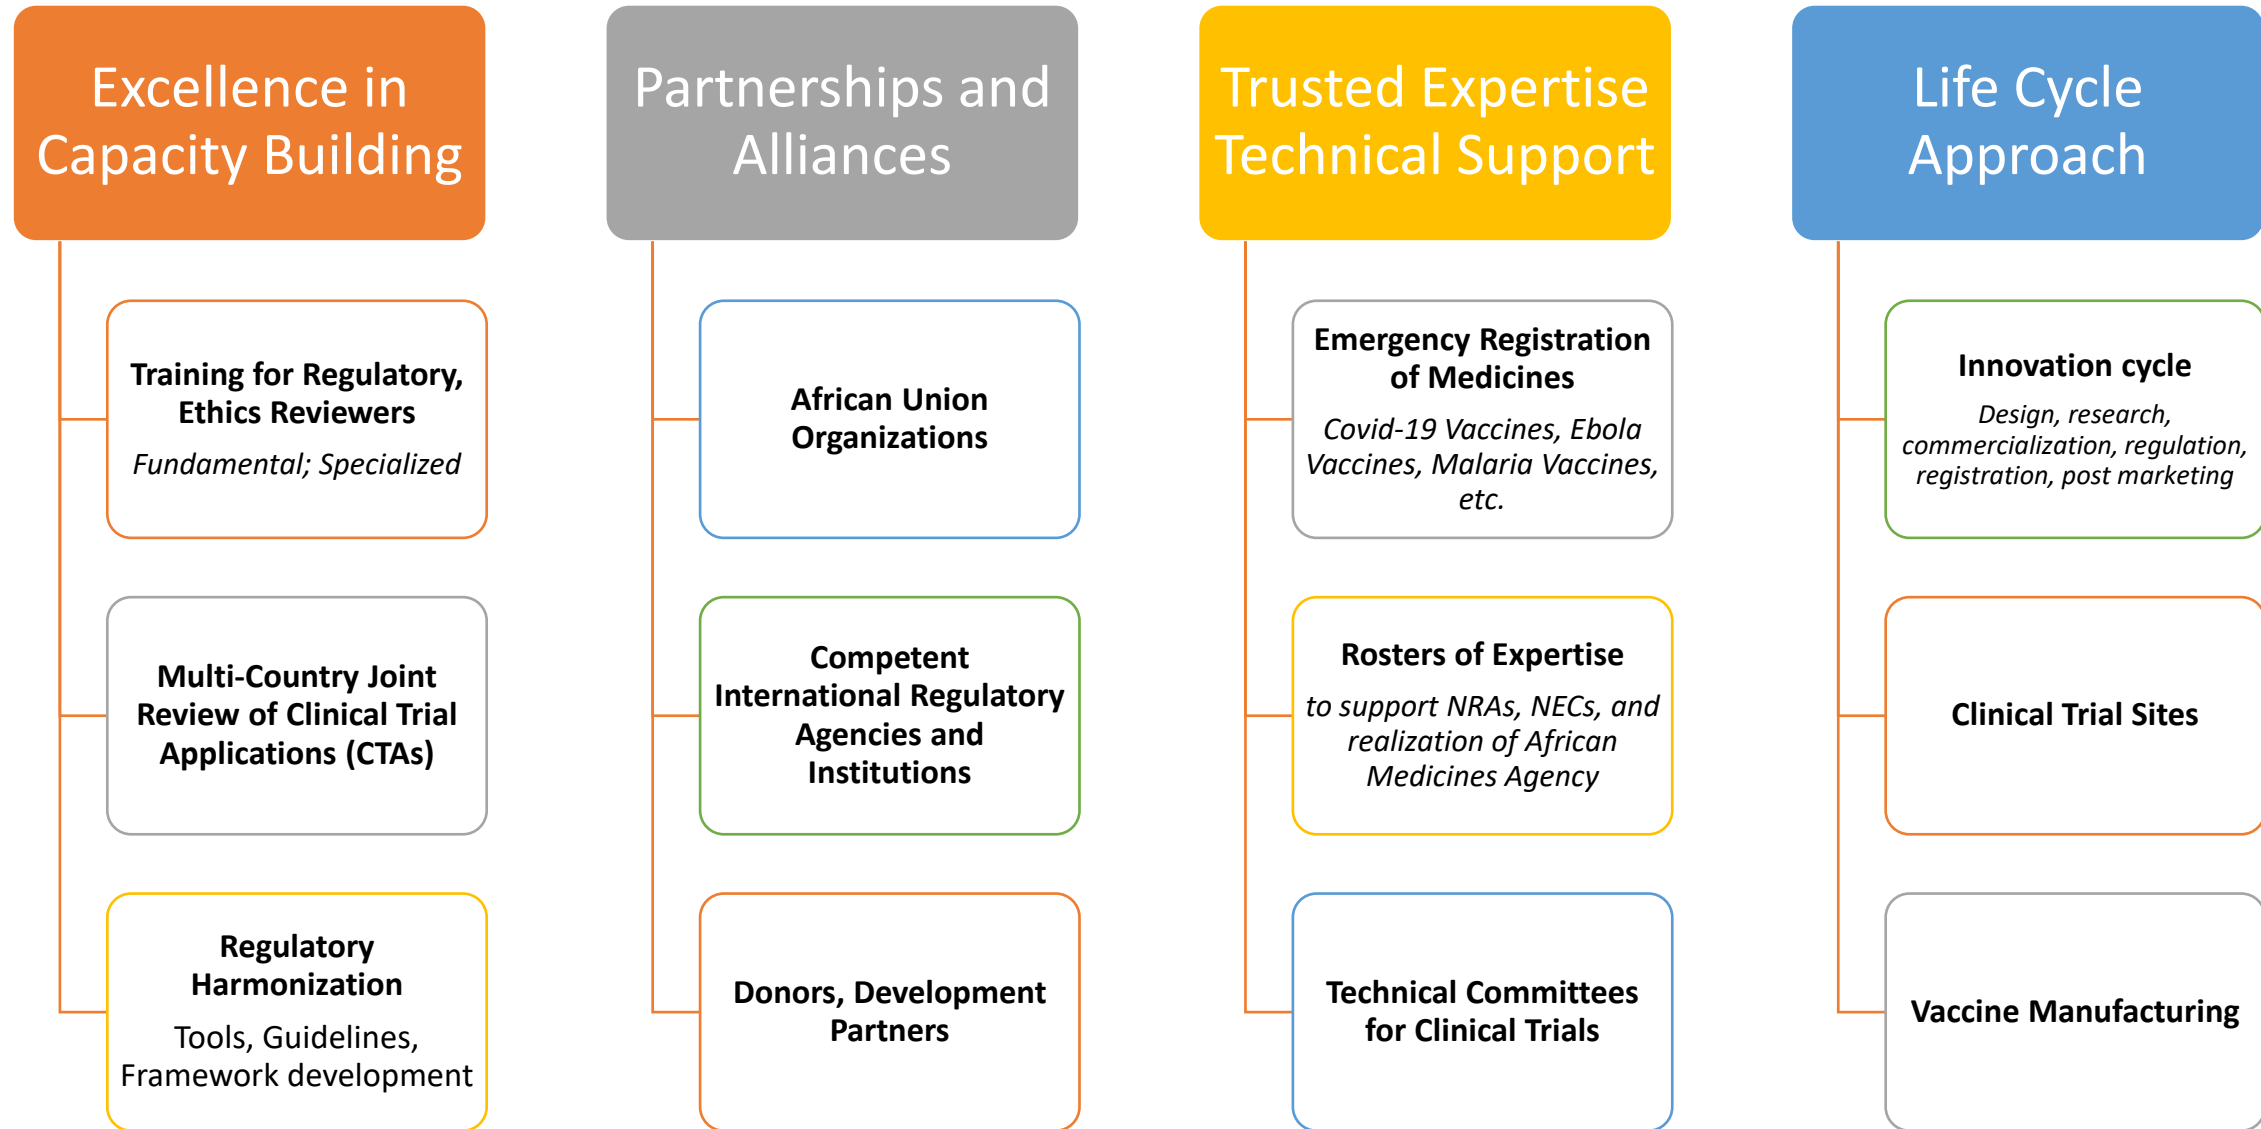 Excellence in
Capacity Building
Training for Regulatory,
Ethics Reviewers
Fundamental; Specialized
Multi-Country Joint
Review of Clinical Trial
Applications (CTAs)
Regulatory
Harmonization
Tools, Guidelines,
Framework development
Partnerships and
Alliances
African Union
Organizations
Competent
International Regulatory
Agencies and
Institutions
Donors, Development
Partners
Trusted Expertise
Technical Support
Emergency Registration
of Medicines
Covid-19 Vaccines, Ebola
Vaccines, Malaria Vaccines,
etc.
Rosters of Expertise
to support NRAs, NECs, and
realization of African
Medicines Agency
Technical Committees
for Clinical Trials
Life Cycle
Approach
Innovation cycle
Design, research,
commercialization, regulation,
registration, post marketing
Clinical Trial Sites
Vaccine Manufacturing